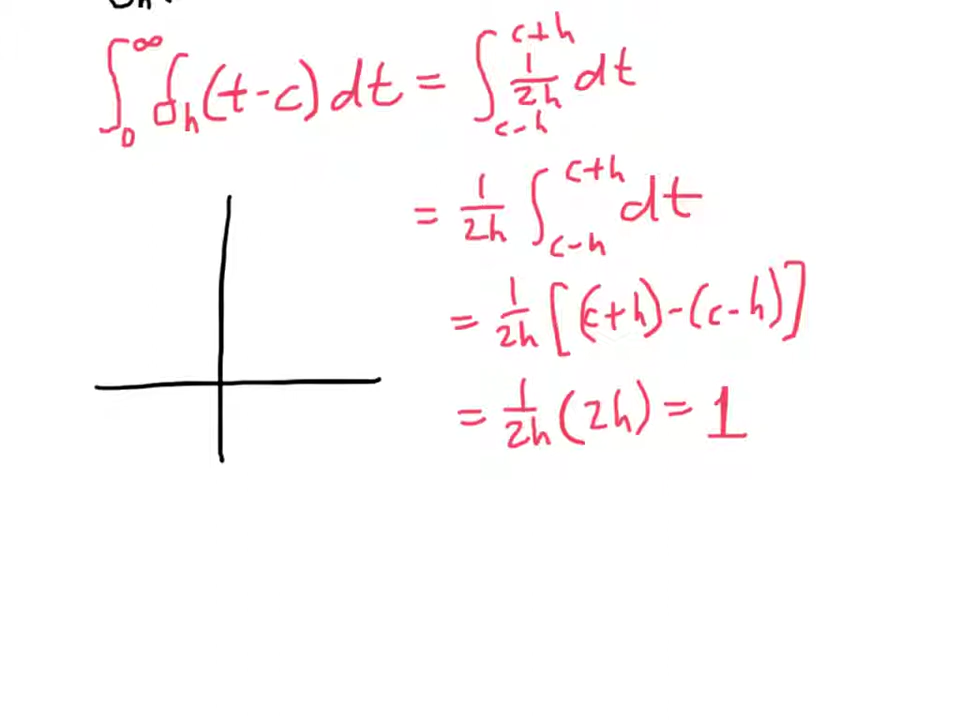 ∫_0^∞ δ_h(t-c) dt = ∫_{c-h}^{c+h} 1/2h dt
= 1/2h ∫_{c-h}^{c+h} dt
= 1/2h [(c+h)-(c-h)]
= 1/2h (2h) = 1